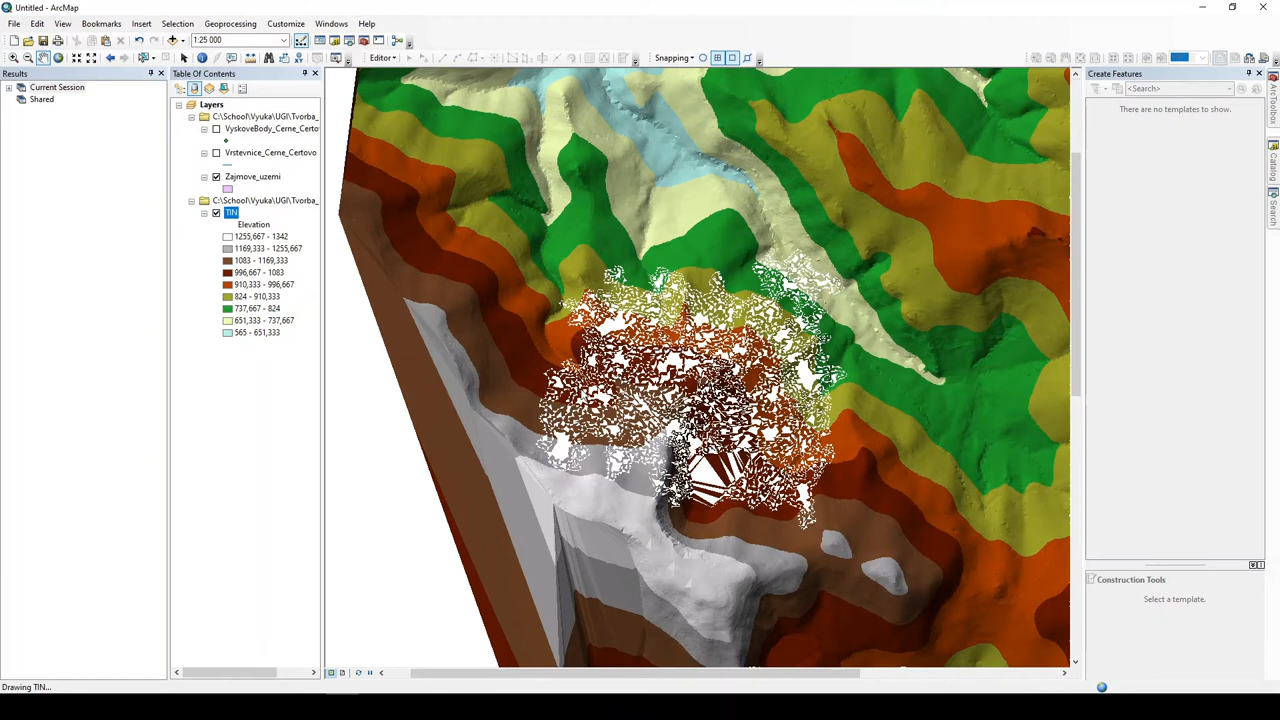 Untitled - ArcMap
File Edit View Bookmarks Insert Selection Geoprocessing Customize Windows Help
1:25 000
Editor
Snapping
Results
Table Of Contents
Create Features
Current Session
Shared
Layers
C:\School\Vyuka\UGI\Tvorba_
VyskoveBody_Cerne_Certo
Vrstevnice_Cerne_Certovo
Zajmove_uzemi
C:\School\Vyuka\UGI\Tvorba_
TIN
Elevation
1255,667 - 1342
1169,333 - 1255,667
1083 - 1169,333
996,667 - 1083
910,333 - 996,667
824 - 910,333
737,667 - 824
651,333 - 737,667
565 - 651,333
<Search>
There are no templates to show.
ArcToolbox
Catalog
Search
Construction Tools
Select a template.
Drawing TIN...